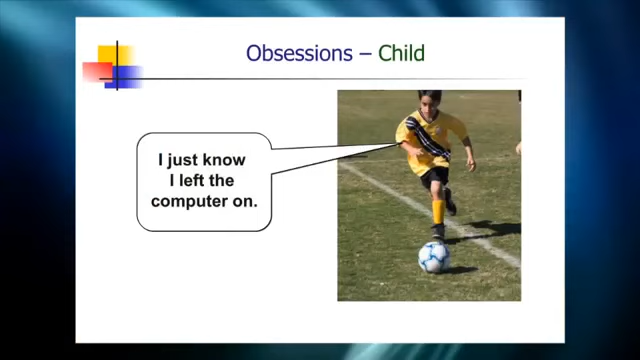 Obsessions – Child
I just know
I left the
computer on.